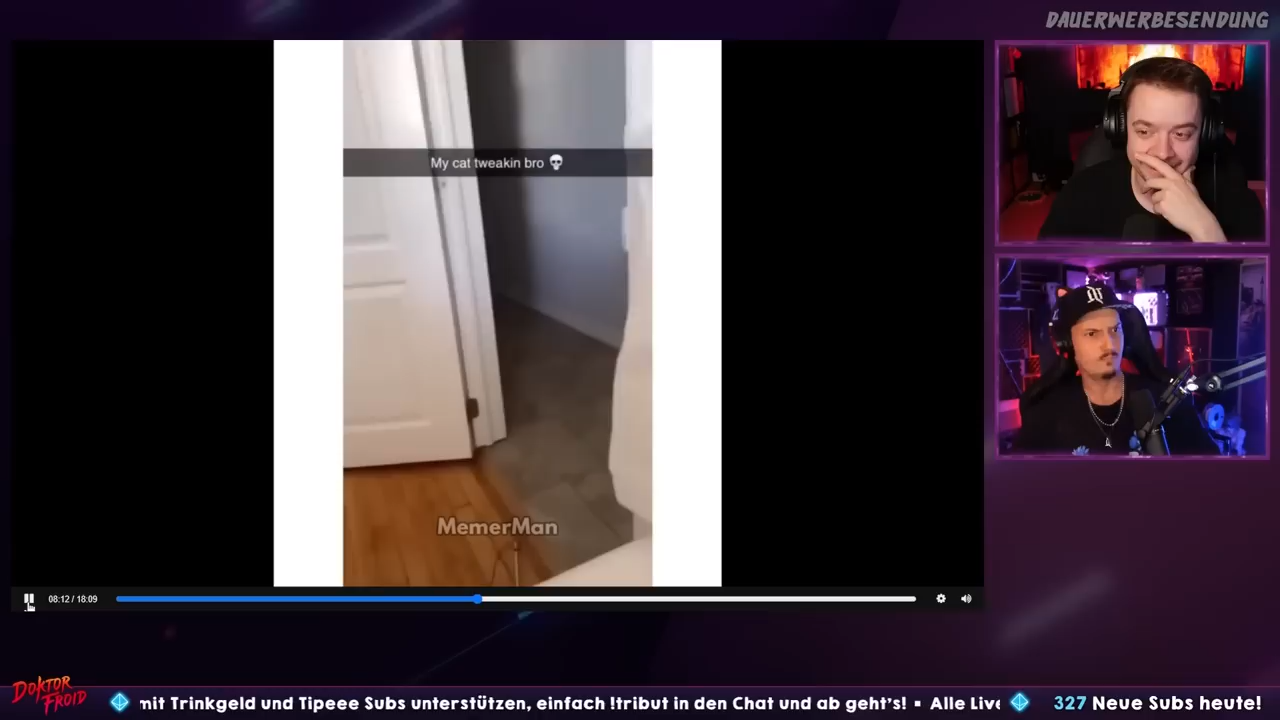 DAUERWERBESENDUNG
My cat tweakin bro 💀
MemerMan
08:12 / 18:09
DOKTOR
FROID
mit Trinkgeld und Tipeee Subs unterstützen, einfach !tribut in den Chat und ab geht's! ▪ Alle Live
327 Neue Subs heute!